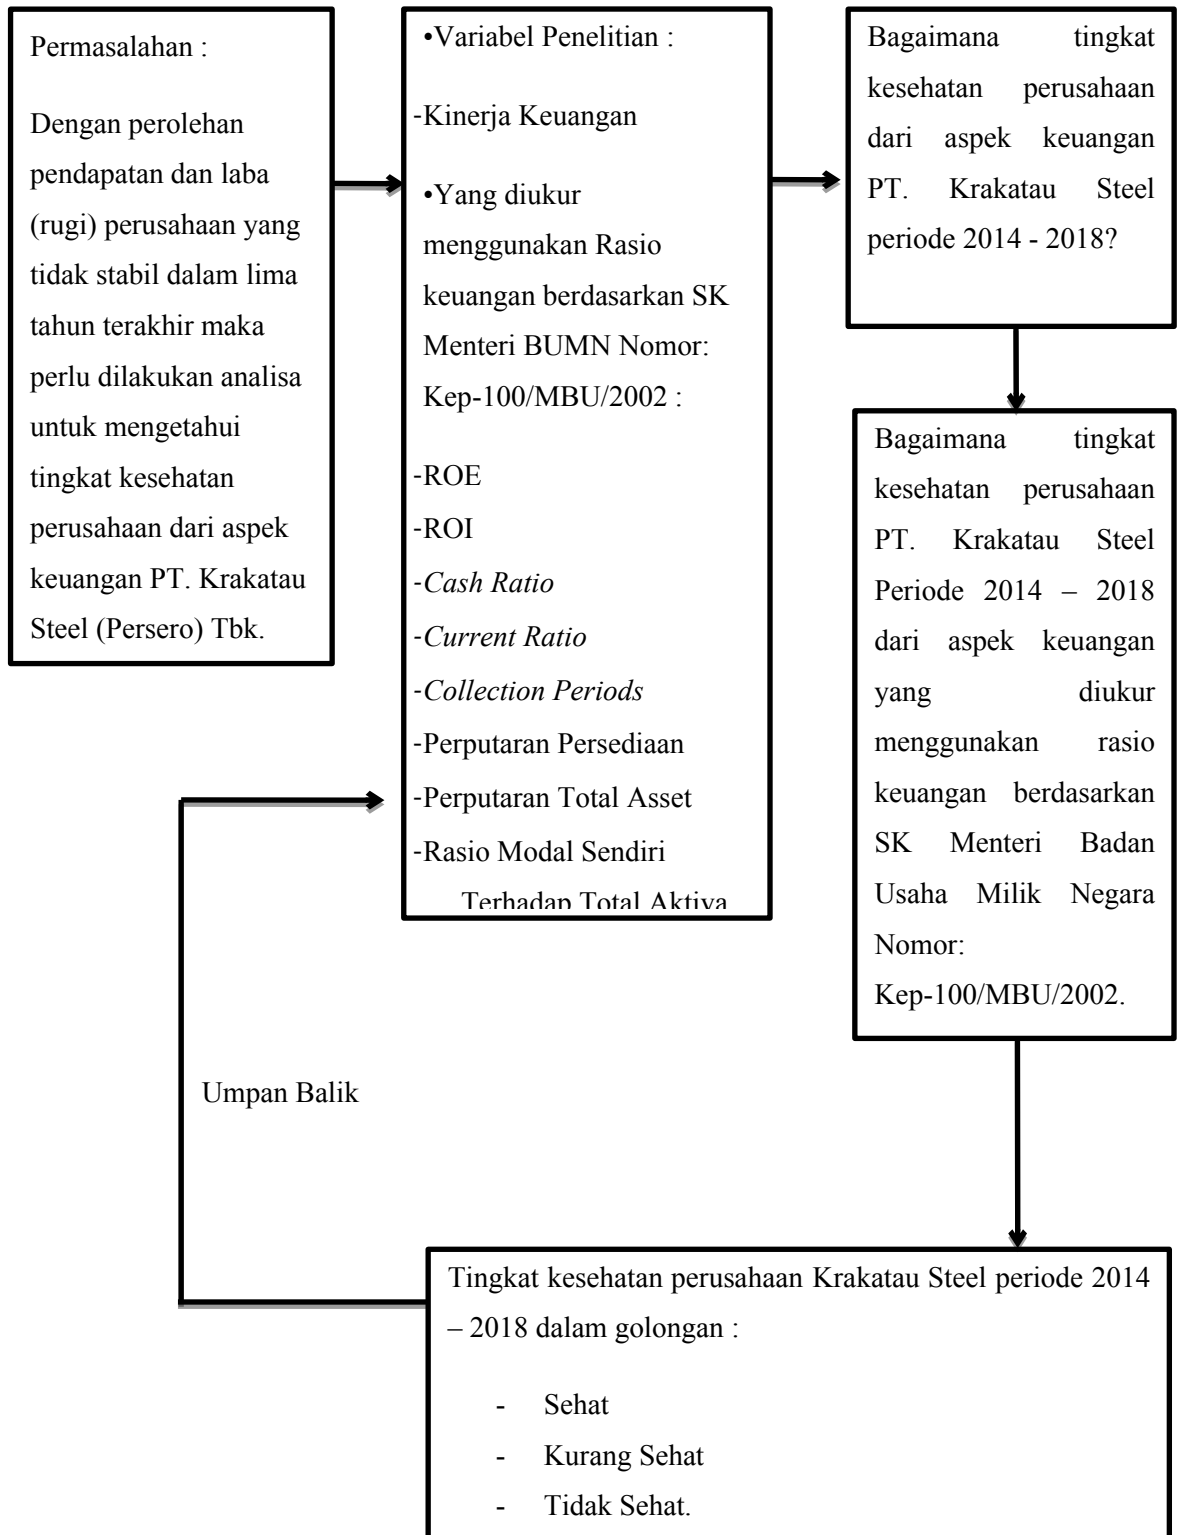 Permasalahan :
Dengan perolehan
pendapatan dan laba
(rugi) perusahaan yang
tidak stabil dalam lima
tahun terakhir maka
perlu dilakukan analisa
untuk mengetahui
tingkat kesehatan
perusahaan dari aspek
keuangan PT. Krakatau
Steel (Persero) Tbk.
•Variabel Penelitian :
-Kinerja Keuangan
•Yang diukur
menggunakan Rasio
keuangan berdasarkan SK
Menteri BUMN Nomor:
Kep-100/MBU/2002 :
-ROE
-ROI
-Cash Ratio
-Current Ratio
-Collection Periods
-Perputaran Persediaan
-Perputaran Total Asset
-Rasio Modal Sendiri
Terhadap Total Aktiva
Bagaimana tingkat
kesehatan perusahaan
dari aspek keuangan
PT. Krakatau Steel
periode 2014 - 2018?
Bagaimana tingkat
kesehatan perusahaan
PT. Krakatau Steel
Periode 2014 – 2018
dari aspek keuangan
yang diukur
menggunakan rasio
keuangan berdasarkan
SK Menteri Badan
Usaha Milik Negara
Nomor:
Kep-100/MBU/2002.
Umpan Balik
Tingkat kesehatan perusahaan Krakatau Steel periode 2014
– 2018 dalam golongan :
- Sehat
- Kurang Sehat
- Tidak Sehat.